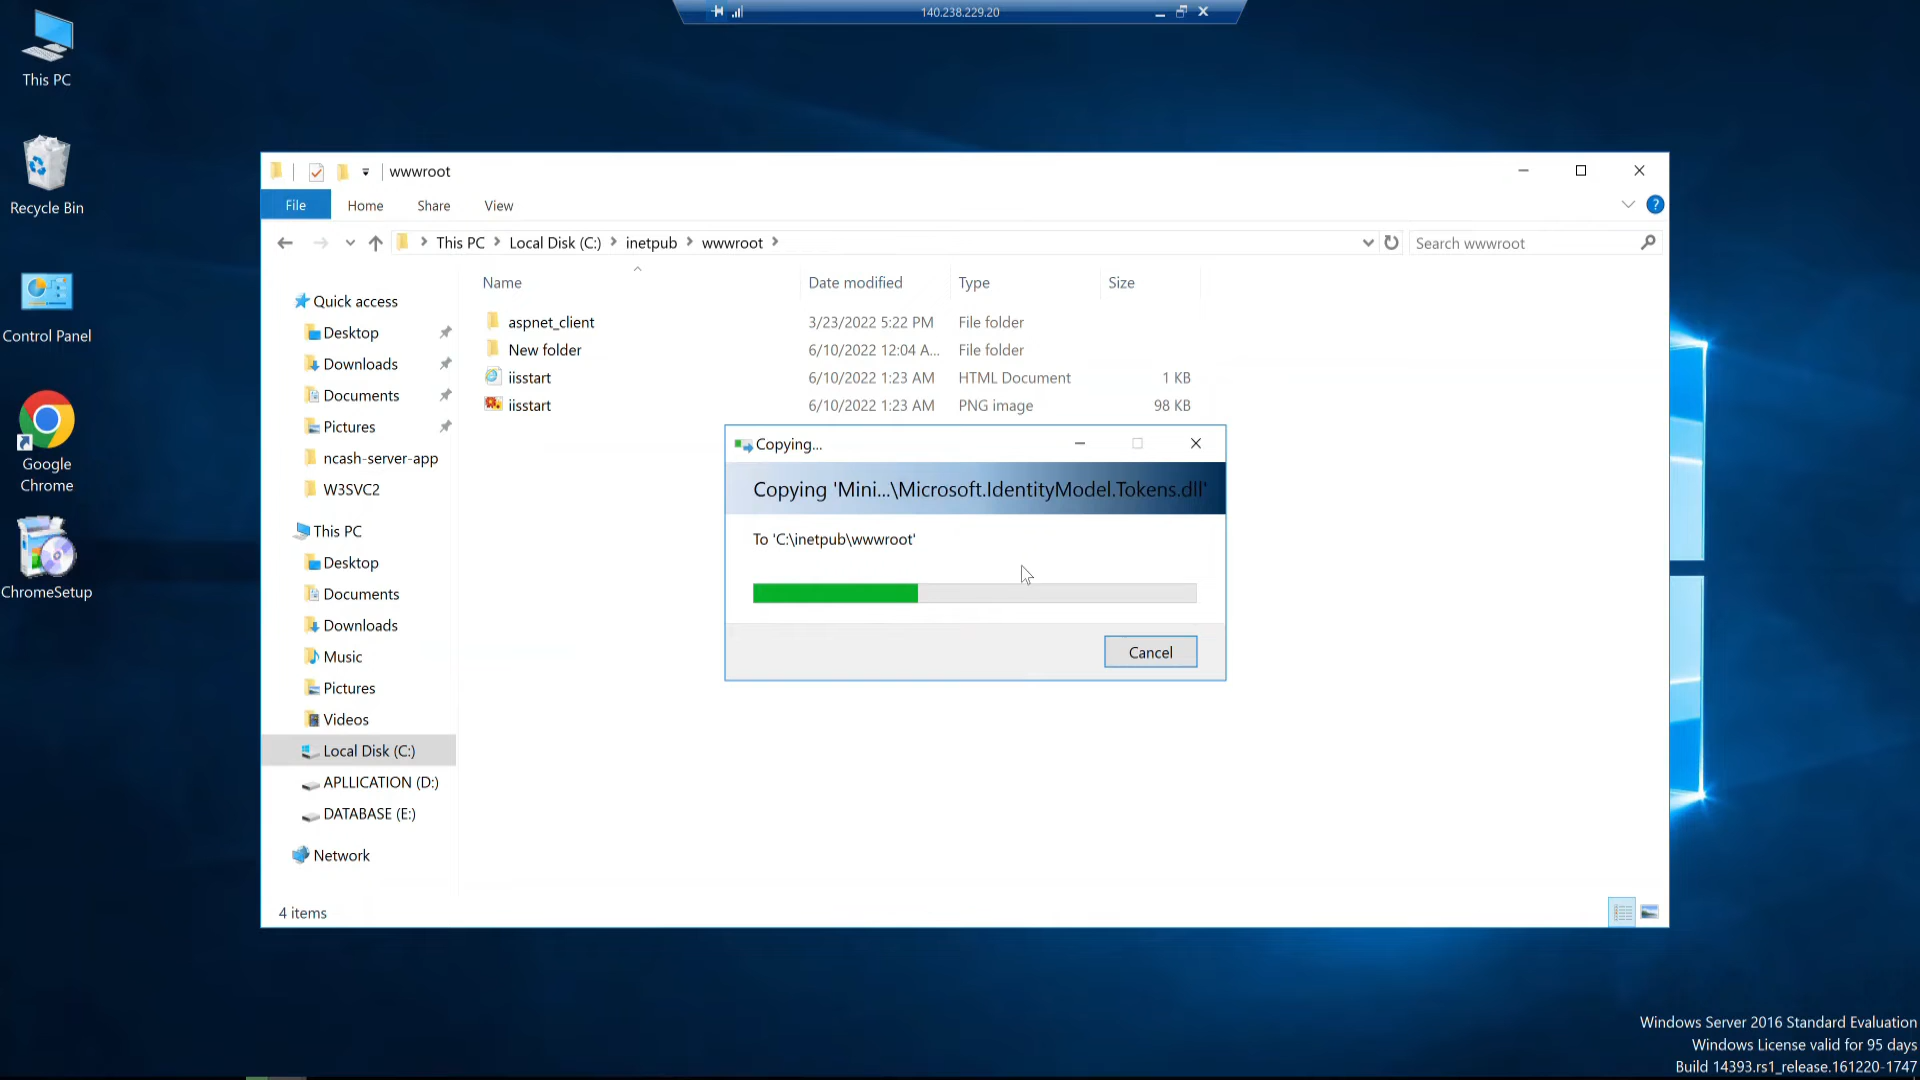 140.238.229.20
This PC
Recycle Bin
Control Panel
Google
Chrome
ChromeSetup
wwwroot
File Home Share View
This PC Local Disk (C:) inetpub wwwroot
Search wwwroot
Name Date modified Type Size
aspnet_client 3/23/2022 5:22 PM File folder
New folder 6/10/2022 12:04 A... File folder
iisstart 6/10/2022 1:23 AM HTML Document 1 KB
iisstart 6/10/2022 1:23 AM PNG image 98 KB
Quick access
Desktop
Downloads
Documents
Pictures
ncash-server-app
W3SVC2
This PC
Desktop
Documents
Downloads
Music
Pictures
Videos
Local Disk (C:)
APLLICATION (D:)
DATABASE (E:)
Network
4 items
Copying...
Copying 'Mini...\Microsoft.IdentityModel.Tokens.dll'
To 'C:\inetpub\wwwroot'
Cancel
Windows Server 2016 Standard Evaluation
Windows License valid for 95 days
Build 14393.rs1_release.161220-1747